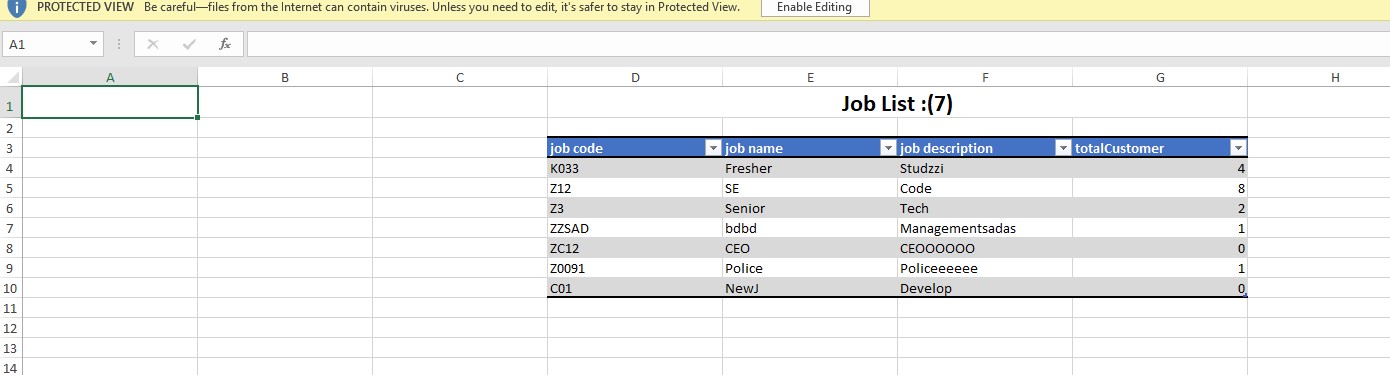 PROTECTED VIEW Be careful—files from the Internet can contain viruses. Unless you need to edit, it's safer to stay in Protected View. Enable Editing
A1 fx
A B C D E F G H
1 Job List :(7)
2
3 job code job name job description totalCustomer
4 K033 Fresher Studzzi 4
5 Z12 SE Code 8
6 Z3 Senior Tech 2
7 ZZSAD bdbd Managementsadas 1
8 ZC12 CEO CEOOOOOO 0
9 Z0091 Police Policeeeeee 1
10 C01 NewJ Develop 0
11
12
13
14